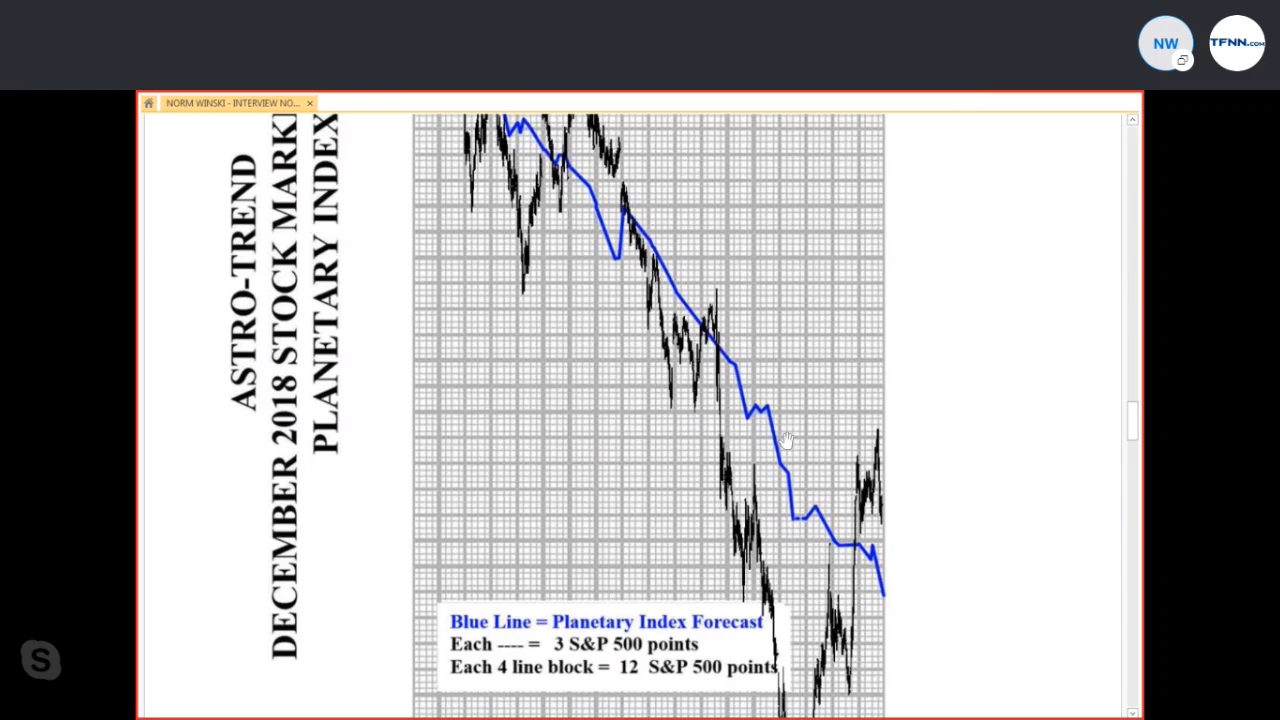 NW
TFNN.COM
NORM WINSKI - INTERVIEW NO...
ASTRO-TREND
DECEMBER 2018 STOCK MARK
PLANETARY INDEX
Blue Line = Planetary Index Forecast
Each ---- = 3 S&P 500 points
Each 4 line block = 12 S&P 500 points
S